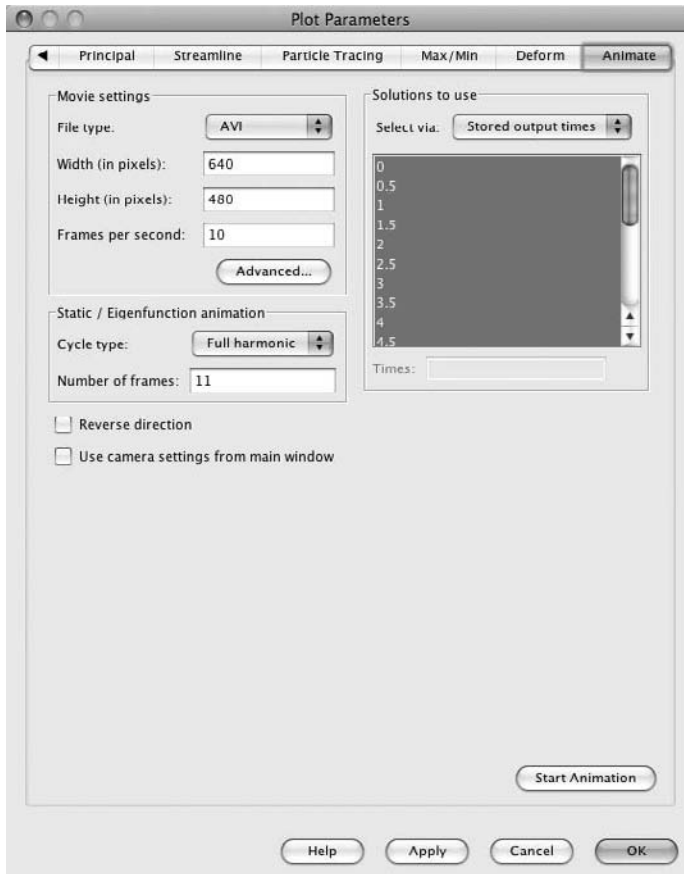 Plot Parameters
Principal Streamline Particle Tracing Max/Min Deform Animate
Movie settings
File type: AVI
Width (in pixels): 640
Height (in pixels): 480
Frames per second: 10
Advanced...
Static / Eigenfunction animation
Cycle type: Full harmonic
Number of frames: 11
Reverse direction
Use camera settings from main window
Solutions to use
Select via: Stored output times
0
0.5
1
1.5
2
2.5
3
3.5
4
4.5
Times:
Start Animation
Help Apply Cancel OK